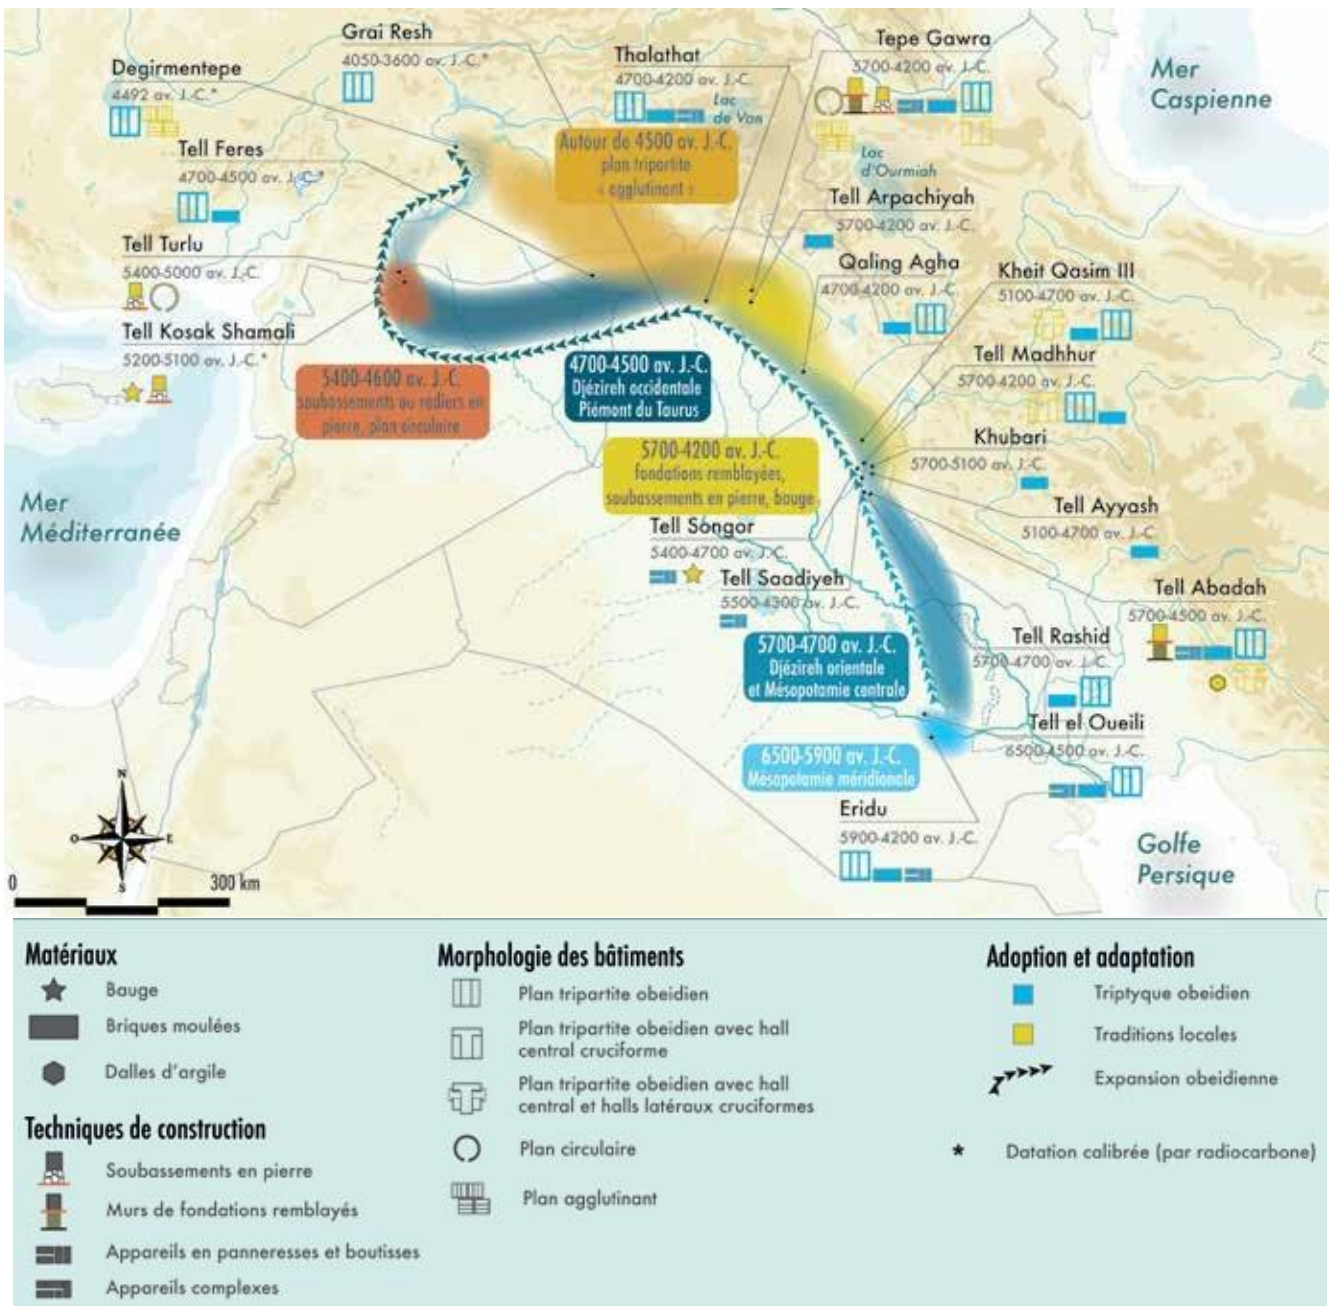 Grai Resh
4050-3600 av. J.-C.*
Degirmentepe
4492 av. J.-C.*
Thalathat
4700-4200 av. J.-C.
Tepe Gawra
5700-4200 av. J.-C.
Mer
Caspienne
Lac
de Van
Tell Feres
4700-4500 av. J.-C.*
Autour de 4500 av. J.-C.
plan tripartite
« agglutinant »
Lac
d'Ourmiah
Tell Arpachiyah
5700-4200 av. J.-C.
Tell Turlu
5400-5000 av. J.-C.
Qaling Agha
4700-4200 av. J.-C.
Kheit Qasim III
5100-4700 av. J.-C.
Tell Kosak Shamali
5200-5100 av. J.-C.*
Tell Madhhur
5700-4200 av. J.-C.
5400-4600 av. J.-C.
soubassements ou radiers en
pierre, plan circulaire
4700-4500 av. J.-C.
Djézireh occidentale
Piémont du Taurus
Khubari
5700-5100 av. J.-C.
5700-4200 av. J.-C.
fondations remblayées,
soubassements en pierre, bauge
Mer
Méditerranée
Tell Ayyash
5100-4700 av. J.-C.
Tell Songor
5400-4700 av. J.-C.
Tell Saadiyeh
5500-4300 av. J.-C.
Tell Abadah
5700-4500 av. J.-C.
Tell Rashid
5700-4700 av. J.-C.
5700-4700 av. J.-C.
Djézireh orientale
et Mésopotamie centrale
Tell el Oueili
6500-4500 av. J.-C.
6500-5900 av. J.-C.
Mésopotamie méridionale
Eridu
5900-4200 av. J.-C.
Golfe
Persique
N
O
E
S
0
300 km
Matériaux
Bauge
Briques moulées
Dalles d'argile
Techniques de construction
Soubassements en pierre
Murs de fondations remblayés
Appareils en panneresses et boutisses
Appareils complexes
Morphologie des bâtiments
Plan tripartite obeidien
Plan tripartite obeidien avec hall
central cruciforme
Plan tripartite obeidien avec hall
central et halls latéraux cruciformes
Plan circulaire
Plan agglutinant
Adoption et adaptation
Triptyque obeidien
Traditions locales
Expansion obeidienne
* Datation calibrée (par radiocarbone)